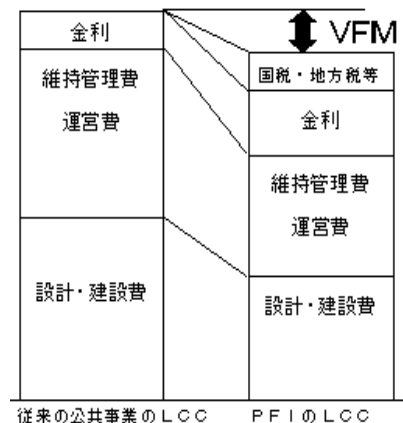 金利
維持管理費
運営費
設計・建設費
従来の公共事業のLCC
VFM
国税・地方税等
金利
維持管理費
運営費
設計・建設費
PFIのLCC